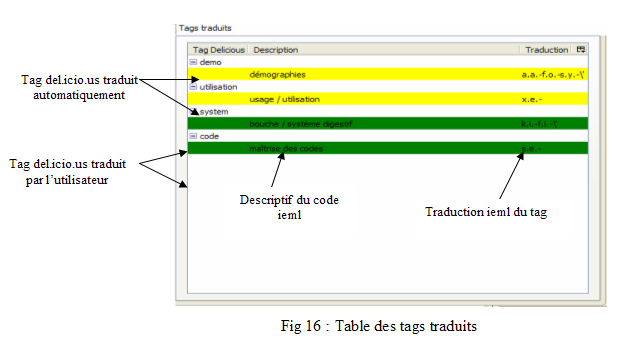 Tags traduits
Tag Delicious Description Traduction
demo
démographies a.a.-f.o.-s.y.-\'
utilisation
usage / utilisation x.e.-
system
bouche / système digestif k.i.-f.i.-\'
code
maîtrise des codes s.e.-
Tag del.icio.us traduit
automatiquement
Tag del.icio.us traduit
par l'utilisateur
Descriptif du code
ieml
Traduction ieml du tag
Fig 16 : Table des tags traduits